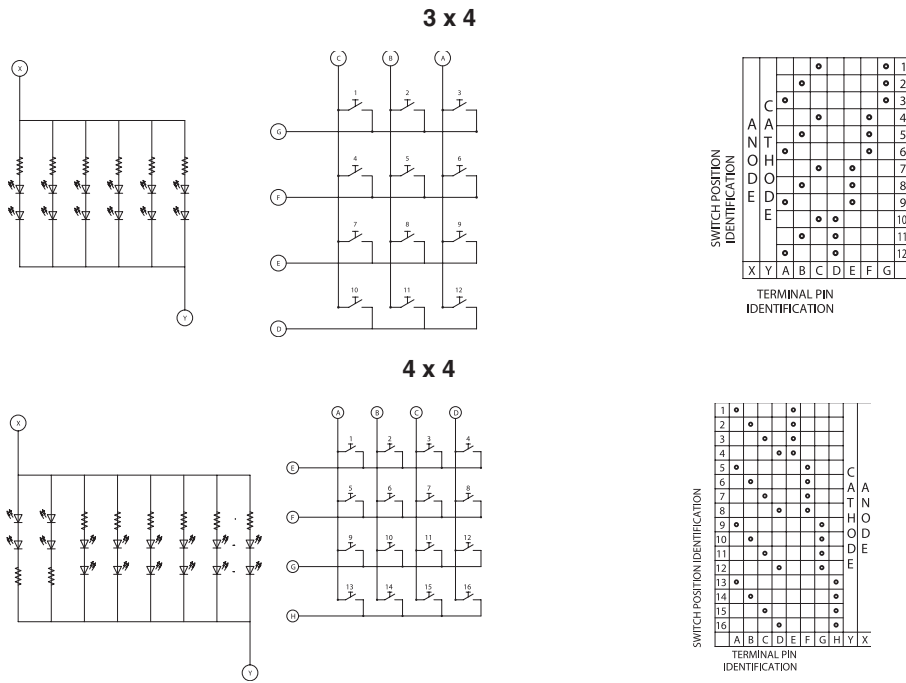 3 x 4
X
Y
C B A
1 2 3
G
4 5 6
F
7 8 9
E
10 11 12
D
SWITCH POSITION
IDENTIFICATION
ANODE
CATHODE
1
2
3
4
5
6
7
8
9
10
11
12
X Y A B C D E F G
TERMINAL PIN
IDENTIFICATION
4 x 4
X
Y
A B C D
1 2 3 4
E
5 6 7 8
F
9 10 11 12
G
13 14 15 16
H
SWITCH POSITION IDENTIFICATION
1
2
3
4
5
6
7
8
9
10
11
12
13
14
15
16
CATHODE
ANODE
A B C D E F G H Y X
TERMINAL PIN
IDENTIFICATION